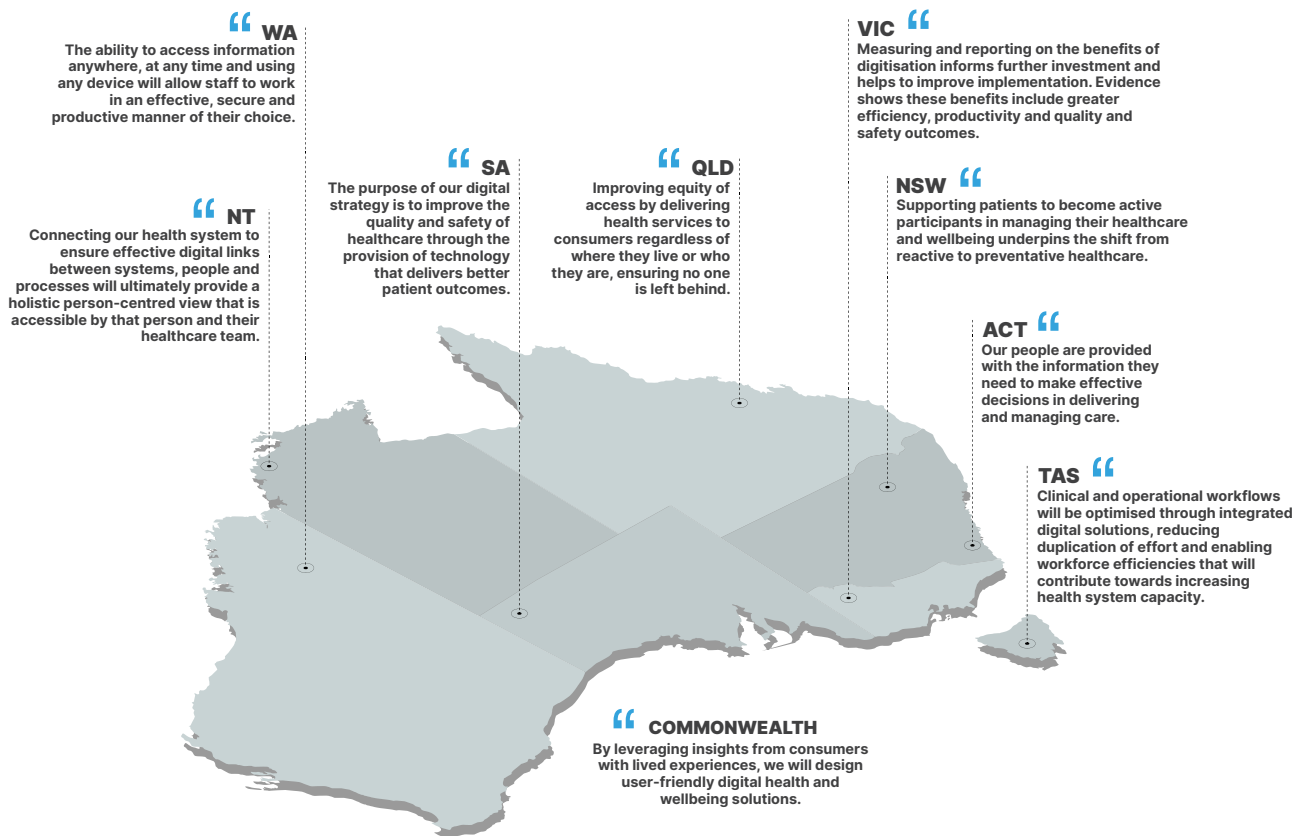 “ WA
The ability to access information
anywhere, at any time and using
any device will allow staff to work
in an effective, secure and
productive manner of their choice.
VIC “
Measuring and reporting on the benefits of
digitisation informs further investment and
helps to improve implementation. Evidence
shows these benefits include greater
efficiency, productivity and quality and
safety outcomes.
“ SA
The purpose of our digital
strategy is to improve the
quality and safety of
healthcare through the
provision of technology
that delivers better
patient outcomes.
“ QLD
Improving equity of
access by delivering
health services to
consumers regardless of
where they live or who
they are, ensuring no one
is left behind.
NSW “
Supporting patients to become active
participants in managing their healthcare
and wellbeing underpins the shift from
reactive to preventative healthcare.
“ NT
Connecting our health system to
ensure effective digital links
between systems, people and
processes will ultimately provide a
holistic person-centred view that is
accessible by that person and their
healthcare team.
ACT “
Our people are provided
with the information they
need to make effective
decisions in delivering
and managing care.
TAS “
Clinical and operational workflows
will be optimised through integrated
digital solutions, reducing
duplication of effort and enabling
workforce efficiencies that will
contribute towards increasing
health system capacity.
“ COMMONWEALTH
By leveraging insights from consumers
with lived experiences, we will design
user-friendly digital health and
wellbeing solutions.